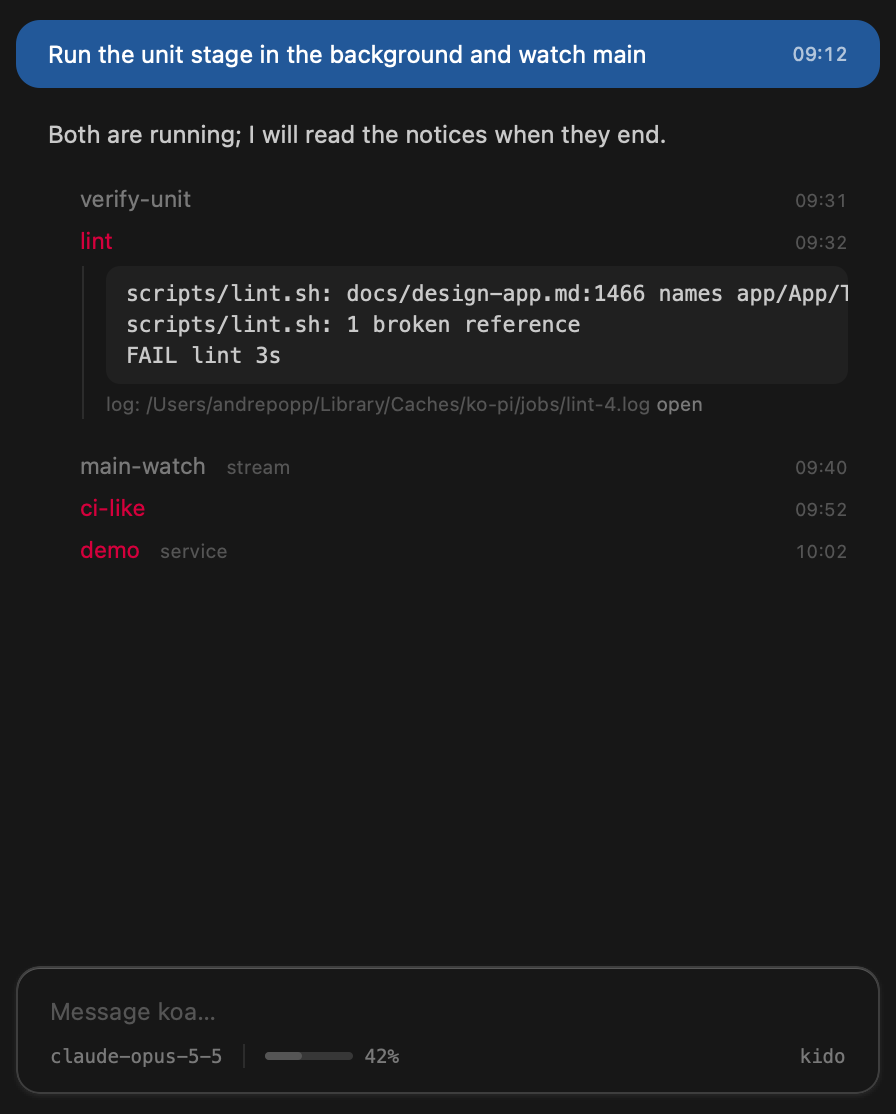 Run the unit stage in the background and watch main 09:12
Both are running; I will read the notices when they end.
verify-unit 09:31
lint 09:32
scripts/lint.sh: docs/design-app.md:1466 names app/App/
scripts/lint.sh: 1 broken reference
FAIL lint 3s
log: /Users/andrepopp/Library/Caches/ko-pi/jobs/lint-4.log open
main-watch stream 09:40
ci-like 09:52
demo service 10:02
Message koa...
claude-opus-5-5 42% kido